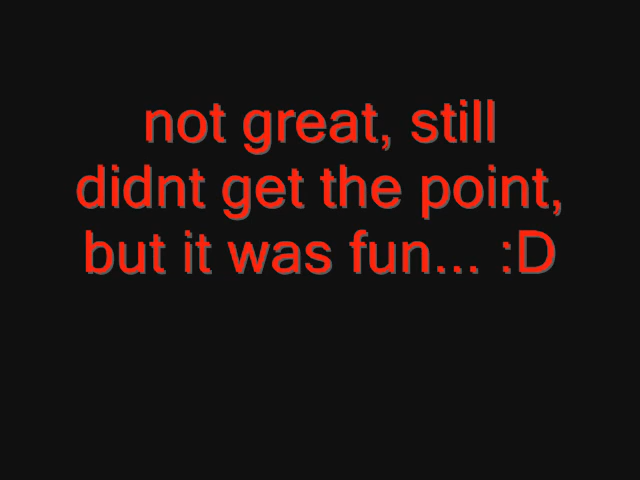 not great, still
didnt get the point,
but it was fun... :D